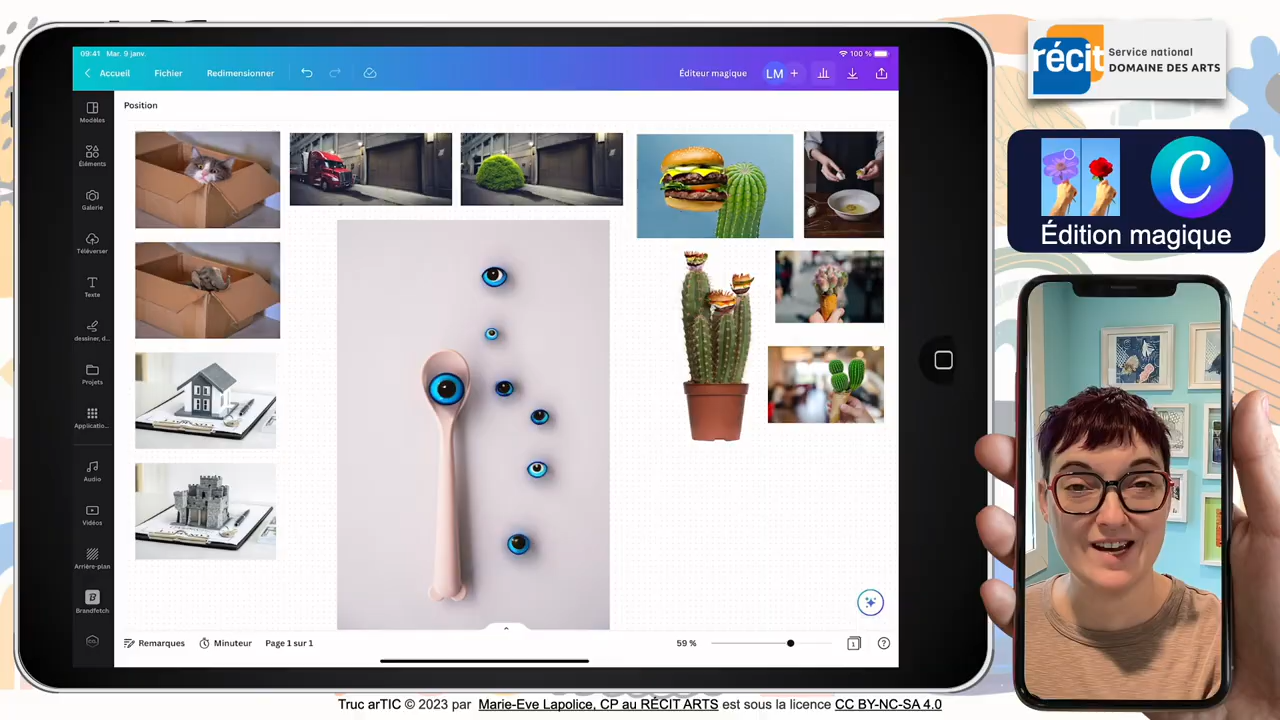 09:41 Mar. 9 janv.
100 %
Accueil
Fichier
Redimensionner
Éditeur magique
LM
+
Position
Modèles
Éléments
Galerie
Téléverser
Texte
dessiner, d...
Projets
Applicatio...
Audio
Vidéos
Arrière-plan
B
Brandfetch
Remarques
Minuteur
Page 1 sur 1
59 %
1
?
récit
Service national
DOMAINE DES ARTS
C
Édition magique
Truc arTIC © 2023 par Marie-Eve Lapolice, CP au RÉCIT ARTS est sous la licence CC BY-NC-SA 4.0